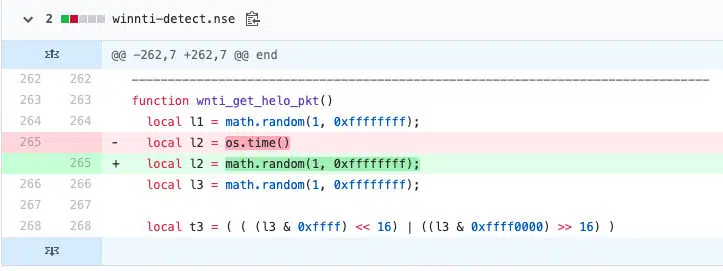 2 winnti-detect.nse
@@ -262,7 +262,7 @@ end
262 262 --------------------------------------------------------------------------------
263 263 function wnti_get_helo_pkt()
264 264 local l1 = math.random(1, 0xffffffff);
265 - local l2 = os.time()
265 + local l2 = math.random(1, 0xffffffff);
266 266 local l3 = math.random(1, 0xffffffff);
267 267
268 268 local t3 = ( ( (l3 & 0xffff) << 16) | ((l3 & 0xffff0000) >> 16) )